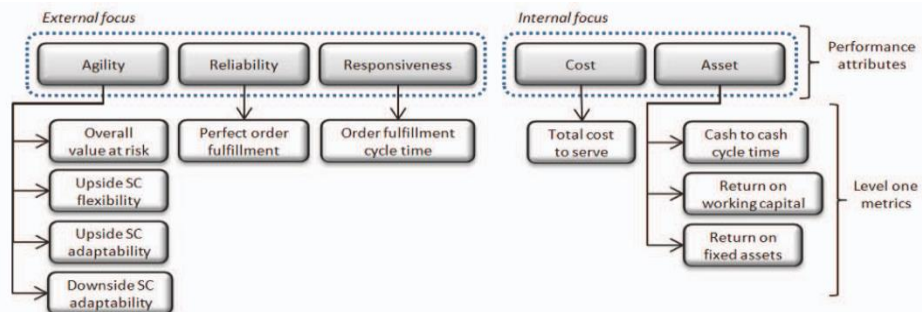 External focus
Internal focus
Agility
Reliability
Responsiveness
Cost
Asset
Performance
attributes
Overall
value at risk
Perfect order
fulfillment
Order fulfillment
cycle time
Total cost
to serve
Cash to cash
cycle time
Upside SC
flexibility
Return on
working capital
Level one
metrics
Upside SC
adaptability
Return on
fixed assets
Downside SC
adaptability